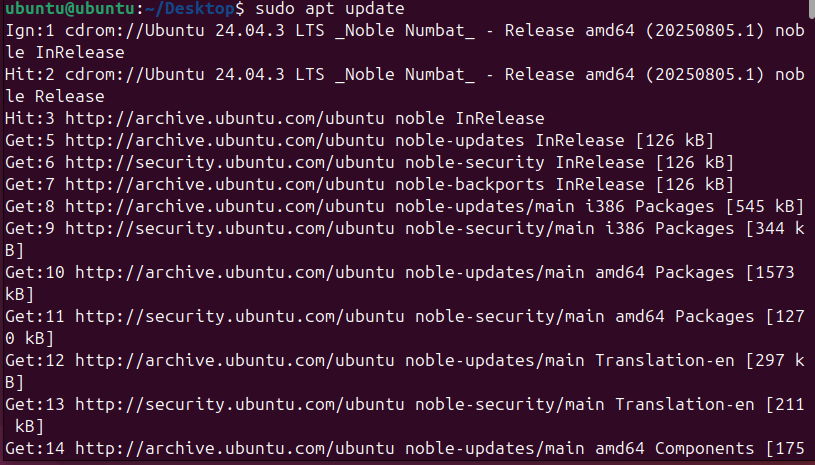 ubuntu@ubuntu:~/Desktop$ sudo apt update
Ign:1 cdrom://Ubuntu 24.04.3 LTS _Noble Numbat_ - Release amd64 (20250805.1) nob
le InRelease
Hit:2 cdrom://Ubuntu 24.04.3 LTS _Noble Numbat_ - Release amd64 (20250805.1) nob
le Release
Hit:3 http://archive.ubuntu.com/ubuntu noble InRelease
Get:5 http://archive.ubuntu.com/ubuntu noble-updates InRelease [126 kB]
Get:6 http://security.ubuntu.com/ubuntu noble-security InRelease [126 kB]
Get:7 http://archive.ubuntu.com/ubuntu noble-backports InRelease [126 kB]
Get:8 http://archive.ubuntu.com/ubuntu noble-updates/main i386 Packages [545 kB]
Get:9 http://security.ubuntu.com/ubuntu noble-security/main i386 Packages [344 k
B]
Get:10 http://archive.ubuntu.com/ubuntu noble-updates/main amd64 Packages [1573 
kB]
Get:11 http://security.ubuntu.com/ubuntu noble-security/main amd64 Packages [127
0 kB]
Get:12 http://archive.ubuntu.com/ubuntu noble-updates/main Translation-en [297 k
B]
Get:13 http://security.ubuntu.com/ubuntu noble-security/main Translation-en [211
 kB]
Get:14 http://archive.ubuntu.com/ubuntu noble-updates/main amd64 Components [175